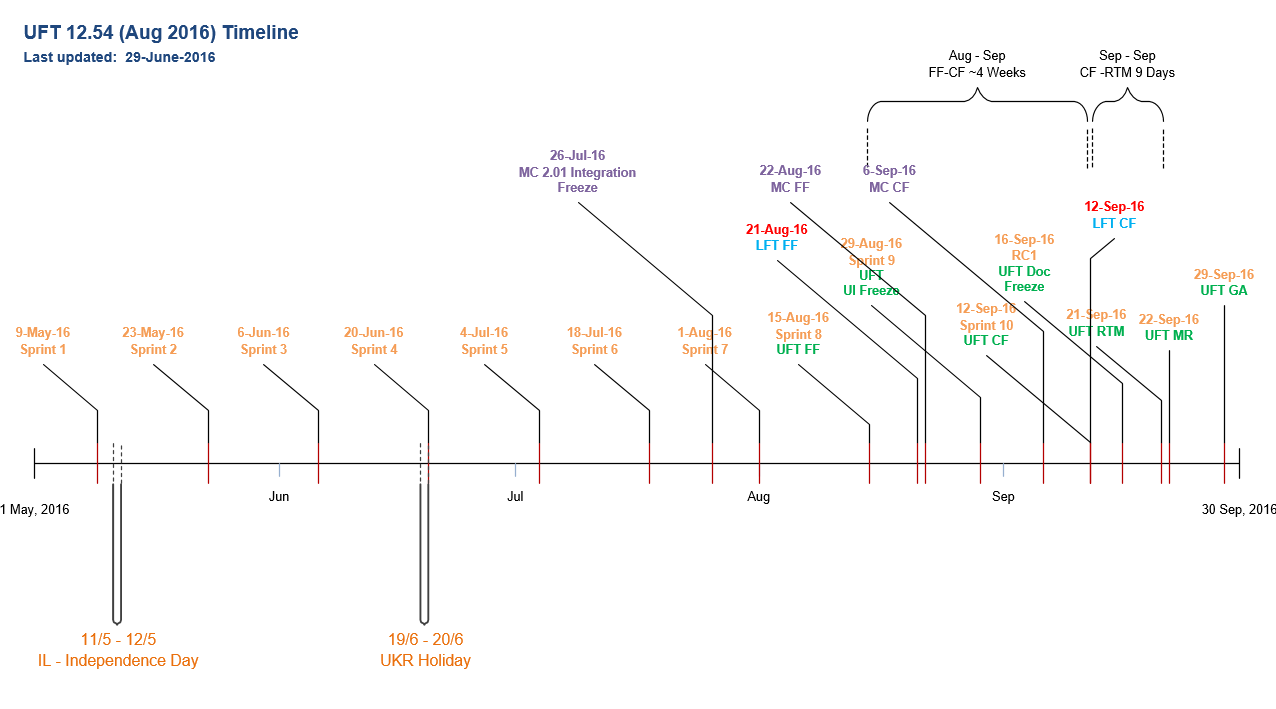 UFT 12.54 (Aug 2016) Timeline
Last updated:  29-June-2016
Aug - Sep
FF-CF ~4 Weeks
Sep - Sep
CF -RTM 9 Days
26-Jul-16
MC 2.01 Integration
Freeze
22-Aug-16
MC FF
6-Sep-16
MC CF
21-Aug-16
LFT FF
12-Sep-16
LFT CF
29-Aug-16
Sprint 9
UFT
UI Freeze
16-Sep-16
RC1
UFT Doc
Freeze
29-Sep-16
UFT GA
9-May-16
Sprint 1
23-May-16
Sprint 2
6-Jun-16
Sprint 3
20-Jun-16
Sprint 4
4-Jul-16
Sprint 5
18-Jul-16
Sprint 6
1-Aug-16
Sprint 7
15-Aug-16
Sprint 8
UFT FF
12-Sep-16
Sprint 10
UFT CF
21-Sep-16
UFT RTM
22-Sep-16
UFT MR
Jun
Jul
Aug
Sep
1 May, 2016
30 Sep, 2016
11/5 - 12/5
IL - Independence Day
19/6 - 20/6
UKR Holiday